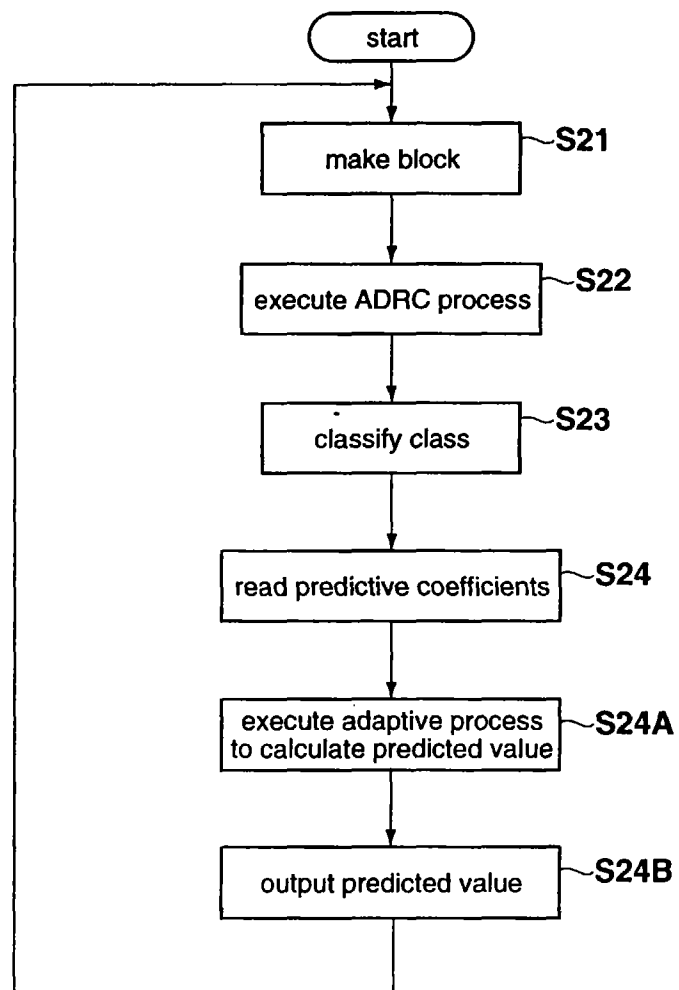 start
make block
S21
execute ADRC process
S22
classify class
S23
read predictive coefficients
S24
execute adaptive process
to calculate predicted value
S24A
output predicted value
S24B